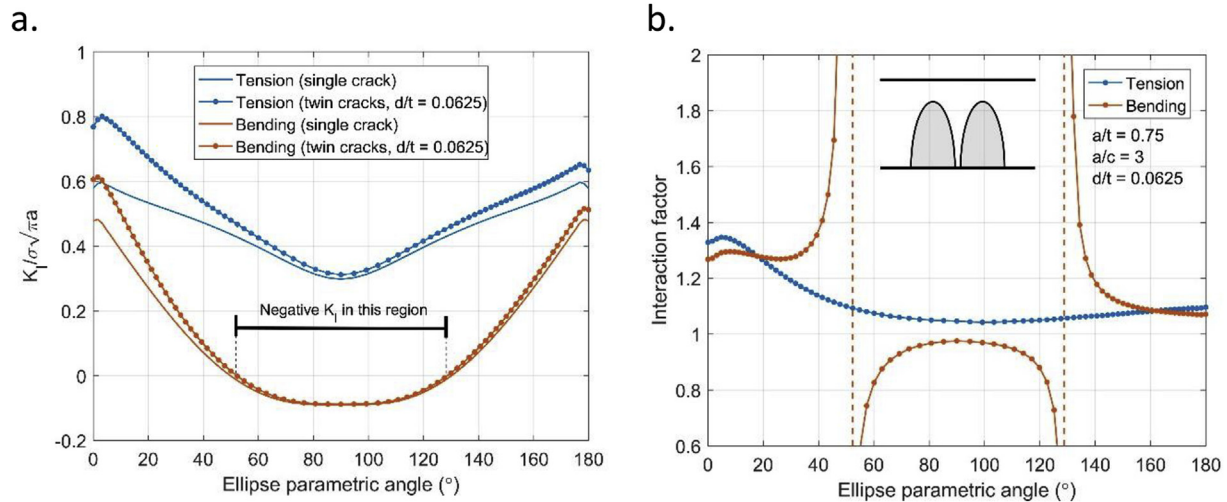 a.
1
0.8
0.6
0.4
0.2
0
-0.2
K_I/σ√πa
Tension (single crack)
Tension (twin cracks, d/t = 0.0625)
Bending (single crack)
Bending (twin cracks, d/t = 0.0625)
Negative K_I in this region
0 20 40 60 80 100 120 140 160 180
Ellipse parametric angle (°)
b.
2
1.8
1.6
1.4
1.2
1
0.8
0.6
Interaction factor
Tension
Bending
a/t = 0.75
a/c = 3
d/t = 0.0625
0 20 40 60 80 100 120 140 160 180
Ellipse parametric angle (°)